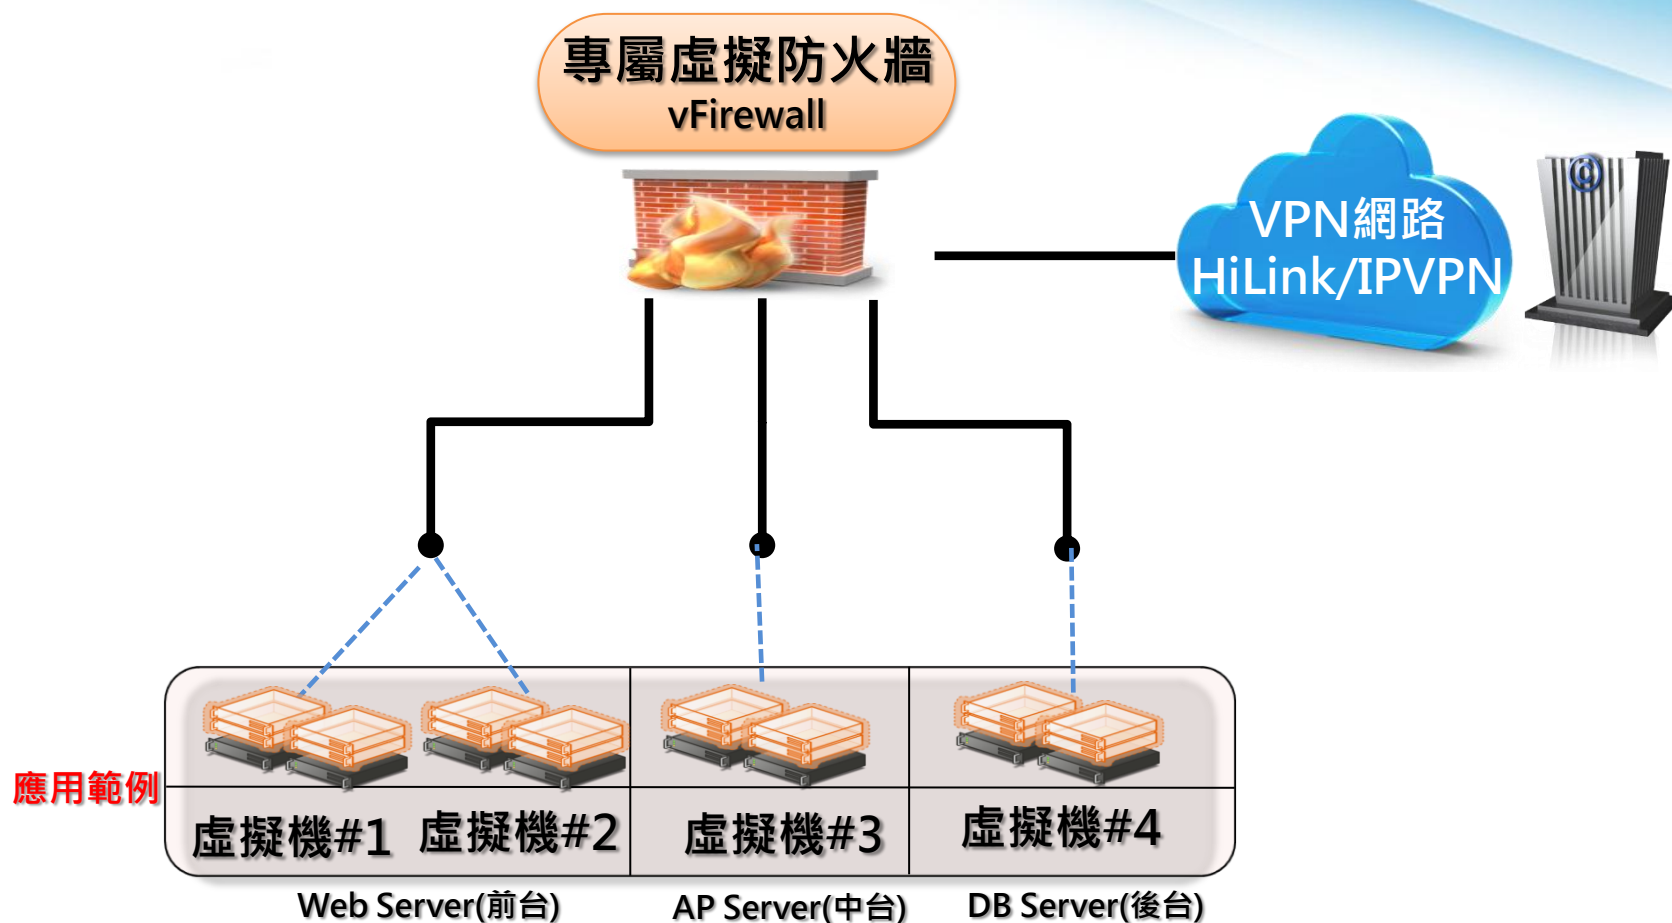 專屬虛擬防火牆
vFirewall
©
VPN網路
HiLink/IPVPN
應用範例
虛擬機#1
虛擬機#2
虛擬機#3
虛擬機#4
Web Server(前台)
AP Server(中台)
DB Server(後台)